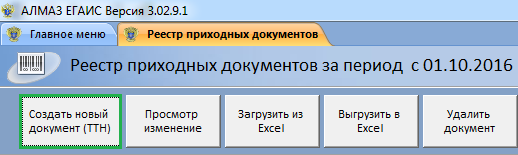 АЛМАЗ ЕГАИС Версия 3.02.9.1
Главное меню
Реестр приходных документов
Реестр приходных документов за период с 01.10.2016
Создать новый документ (ТТН)
Просмотр изменение
Загрузить из Excel
Выгрузить в Excel
Удалить документ